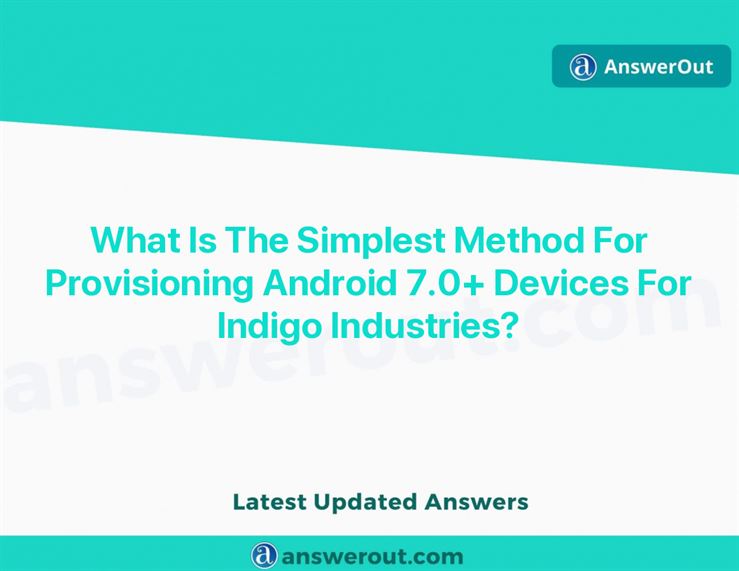 AnswerOut
What Is The Simplest Method For
Provisioning Android 7.0+ Devices For
Indigo Industries?
answerout.com
Latest Updated Answers
answerout.com